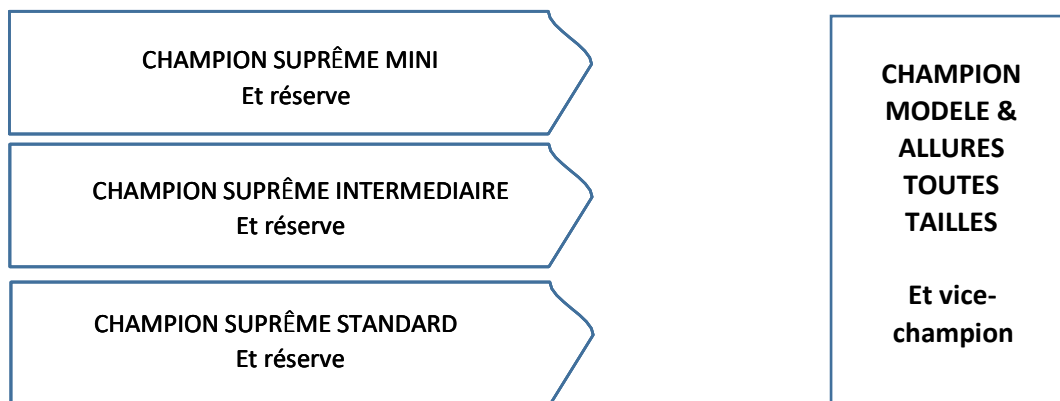 CHAMPION SUPRÊME MINI
Et réserve
CHAMPION SUPRÊME INTERMEDIAIRE
Et réserve
CHAMPION SUPRÊME STANDARD
Et réserve
CHAMPION
MODELE &
ALLURES
TOUTES
TAILLES
Et vice-
champion